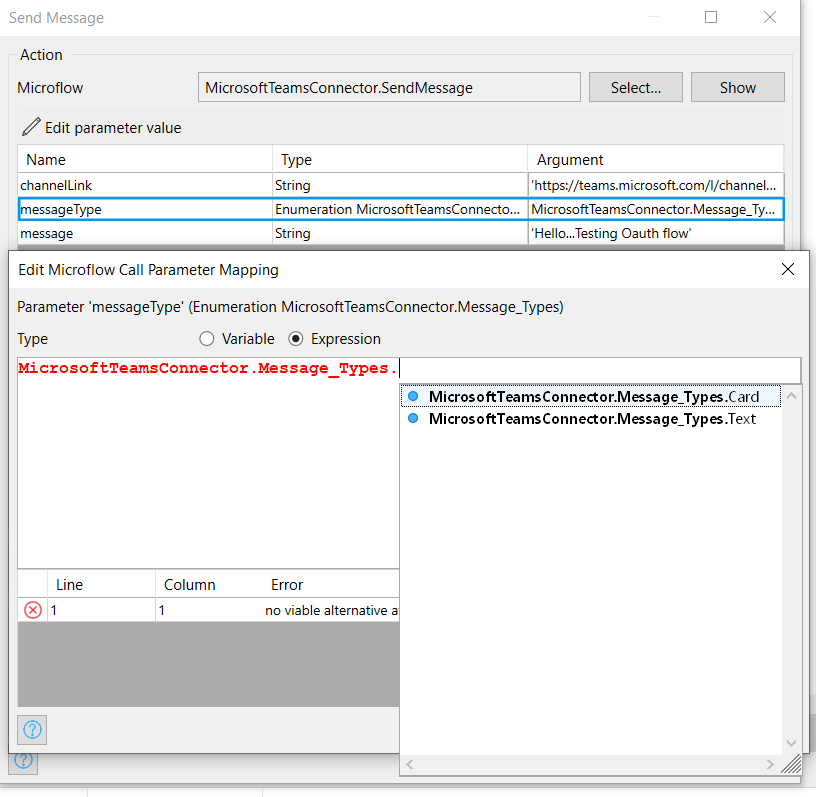 Send Message
Action
Microflow MicrosoftTeamsConnector.SendMessage Select... Show
Edit parameter value
Name Type Argument
channelLink String 'https://teams.microsoft.com/l/channel...
messageType Enumeration MicrosoftTeamsConnecto... MicrosoftTeamsConnector.Message_Ty...
message String 'Hello...Testing Oauth flow'
Edit Microflow Call Parameter Mapping
Parameter 'messageType' (Enumeration MicrosoftTeamsConnector.Message_Types)
Type Variable Expression
MicrosoftTeamsConnector.Message_Types.
MicrosoftTeamsConnector.Message_Types.Card
MicrosoftTeamsConnector.Message_Types.Text
Line Column Error
1 1 no viable alternative a
?
?